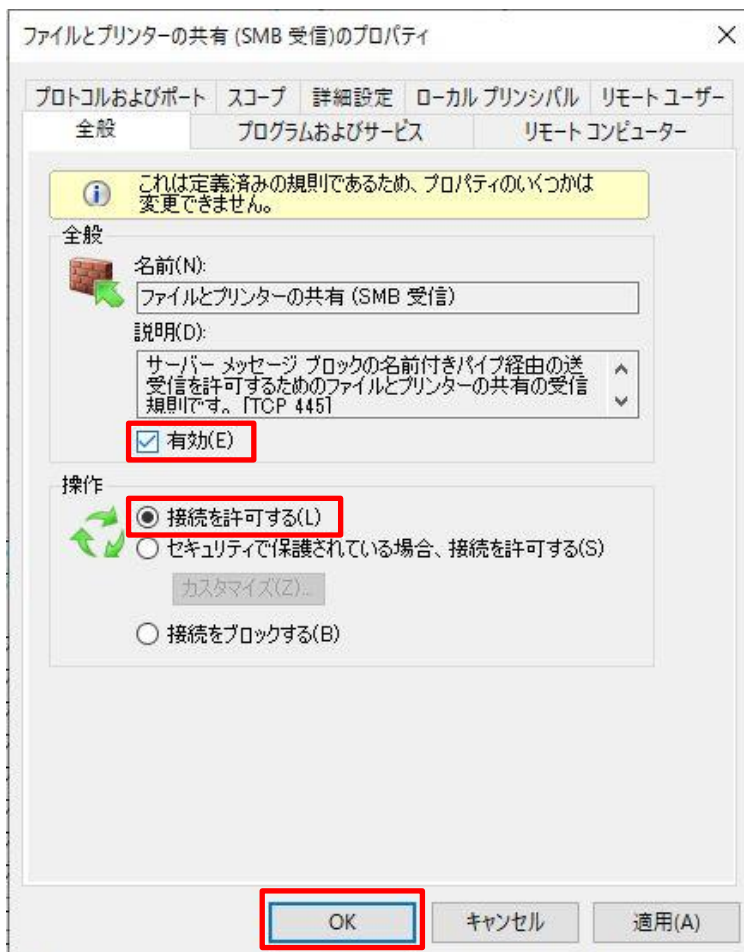 ファイルとプリンターの共有 (SMB 受信)のプロパティ
プロトコルおよびポート スコープ 詳細設定 ローカル プリンシパル リモート ユーザー
全般 プログラムおよびサービス リモート コンピューター
これは定義済みの規則であるため、プロパティのいくつかは
変更できません。
全般
名前(N):
ファイルとプリンターの共有 (SMB 受信)
説明(D):
サーバー メッセージ ブロックの名前付きパイプ経由の送
受信を許可するためのファイルとプリンターの共有の受信
規則です。[TCP 445]
有効(E)
操作
接続を許可する(L)
セキュリティで保護されている場合、接続を許可する(S)
カスタマイズ(Z)...
接続をブロックする(B)
OK キャンセル 適用(A)